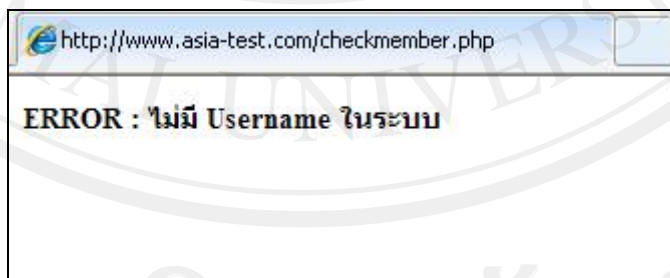 http://www.asia-test.com/checkmember.php
ERROR : ไม่มี Username ในระบบ